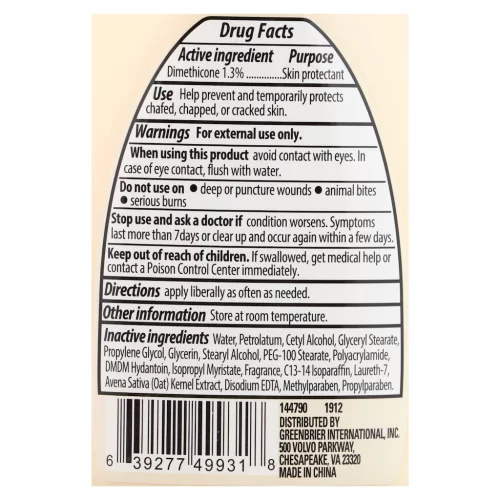 Drug Facts
Active ingredient Purpose
Dimethicone 1.3% ..............Skin protectant
Use Help prevent and temporarily protects
chafed, chapped, or cracked skin.
Warnings For external use only.
When using this product avoid contact with eyes. In
case of eye contact, flush with water.
Do not use on ● deep or puncture wounds ● animal bites
● serious burns
Stop use and ask a doctor if condition worsens. Symptoms
last more than 7days or clear up and occur again within a few days.
Keep out of reach of children. If swallowed, get medical help or
contact a Poison Control Center immediately.
Directions apply liberally as often as needed.
Other information Store at room temperature.
Inactive ingredients Water, Petrolatum, Cetyl Alcohol, Glyceryl Stearate,
Propylene Glycol, Glycerin, Stearyl Alcohol, PEG-100 Stearate, Polyacrylamide,
DMDM Hydantoin, Isopropyl Myristate, Fragrance, C13-14 Isoparaffin, Laureth-7,
Avena Sativa (Oat) Kernel Extract, Disodium EDTA, Methylparaben, Propylparaben.
144790 1912
DISTRIBUTED BY
GREENBRIER INTERNATIONAL, INC.
500 VOLVO PARKWAY,
CHESAPEAKE, VA 23320
MADE IN CHINA
6 39277 49931 8